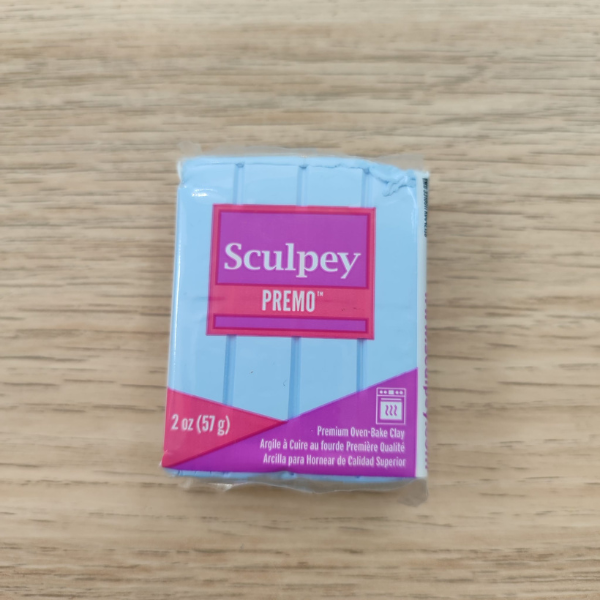 Sculpey
PREMO™
2 oz (57 g)
Premium Oven-Bake Clay
Argile à Cuire au fourde Première Qualité
Arcilla para Hornear de Calidad Superior